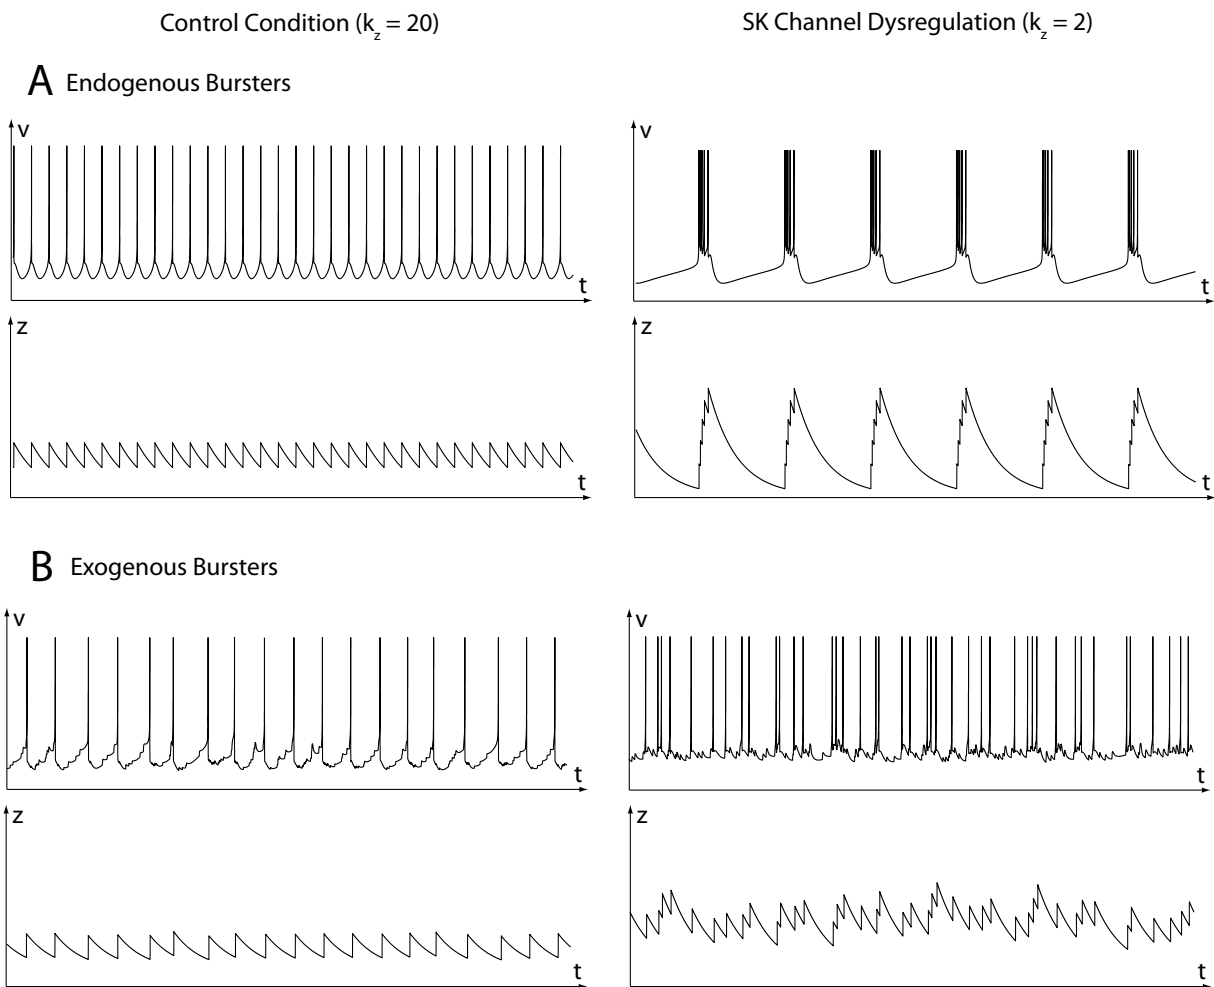 Control Condition (k_z = 20) SK Channel Dysregulation (k_z = 2)
A Endogenous Bursters
v v
t t
z z
t t
B Exogenous Bursters
v v
t t
z z
t t